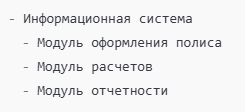 - Информационная система
  - Модуль оформления полиса
  - Модуль расчетов
  - Модуль отчетности